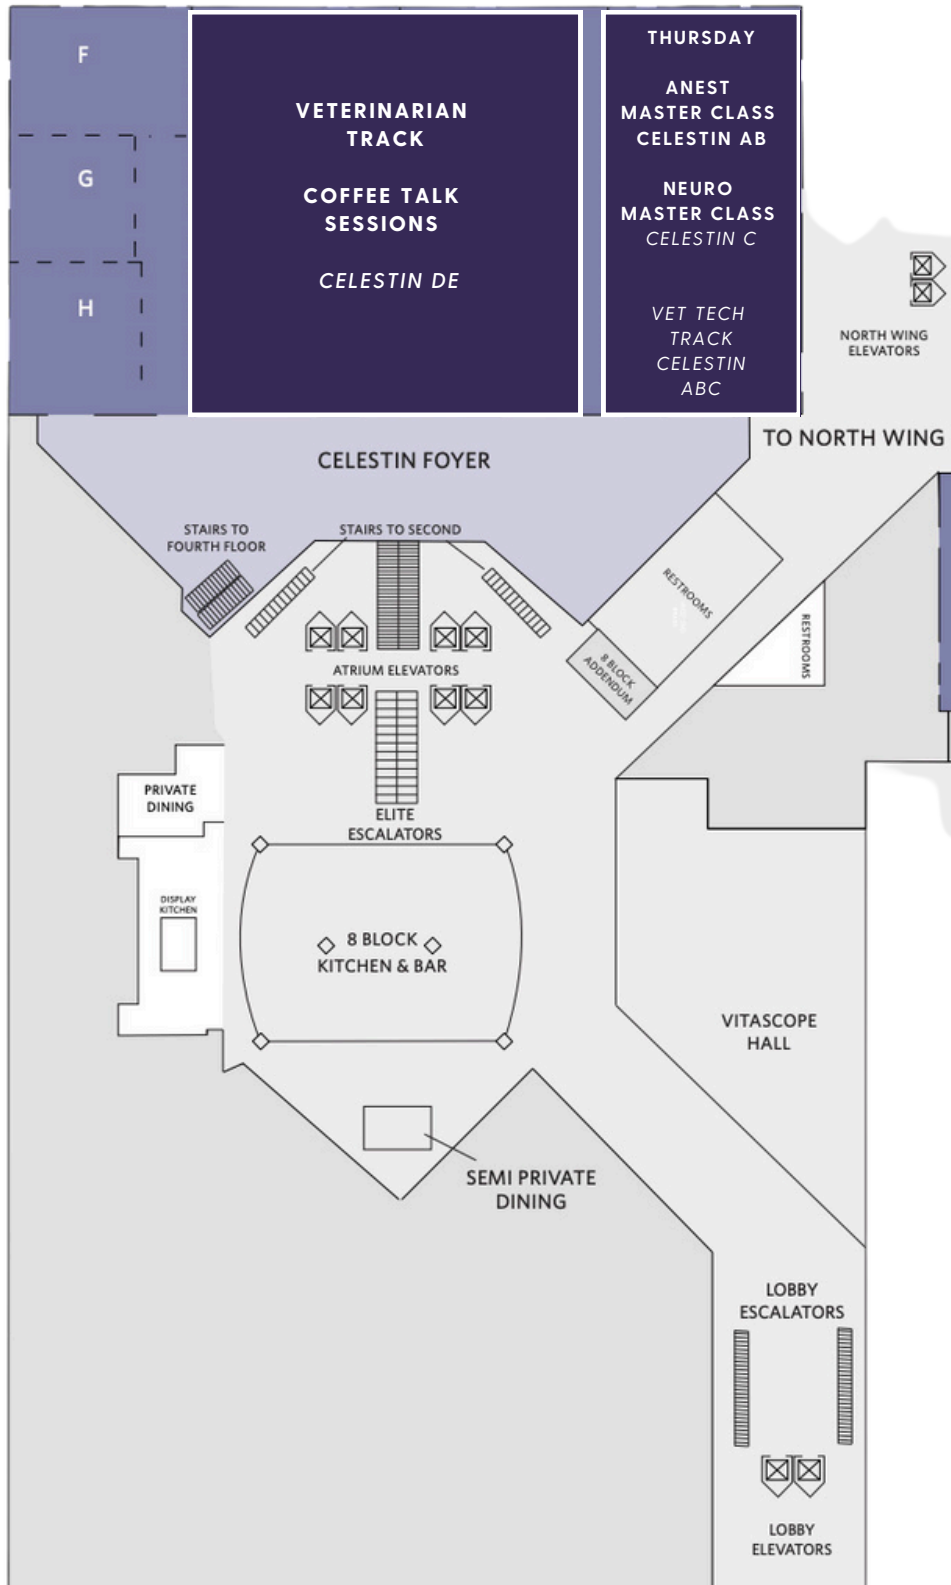 F
G
H
VETERINARIAN
TRACK
COFFEE TALK
SESSIONS
CELESTIN DE
THURSDAY
ANEST
MASTER CLASS
CELESTIN AB
NEURO
MASTER CLASS
CELESTIN C
VET TECH
TRACK
CELESTIN
ABC
NORTH WING
ELEVATORS
TO NORTH WING
CELESTIN FOYER
STAIRS TO
FOURTH FLOOR
STAIRS TO SECOND
RESTROOMS
RESTROOMS
8 BLOCK
ADDENDUM
ATRIUM ELEVATORS
PRIVATE
DINING
ELITE
ESCALATORS
DISPLAY
KITCHEN
8 BLOCK
KITCHEN & BAR
VITASCOPE
HALL
SEMI PRIVATE
DINING
LOBBY
ESCALATORS
LOBBY
ELEVATORS